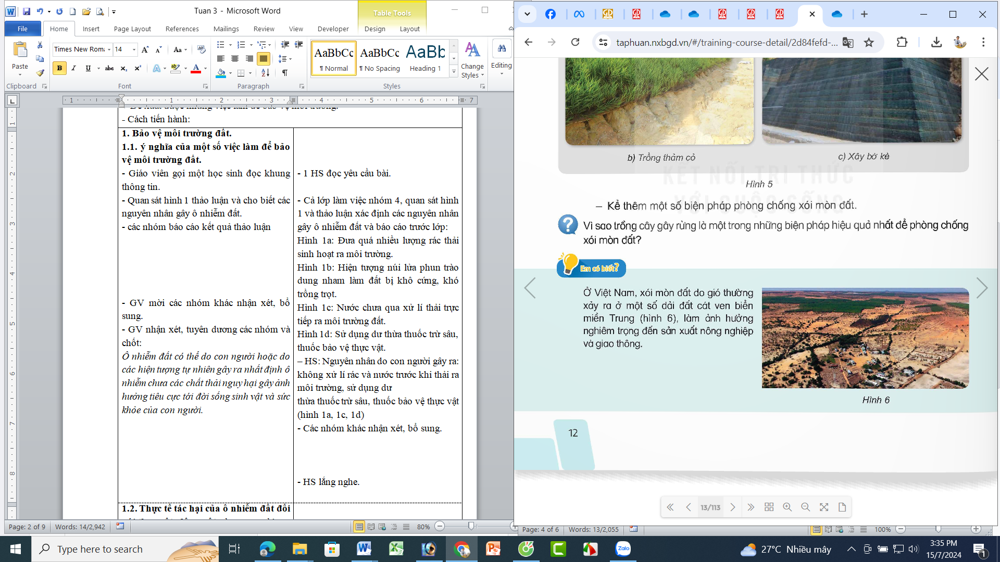 Tuan 3 - Microsoft Word
Table Tools
File
Home
Insert
Page Layout
References
Mailings
Review
View
Developer
Design
Layout
Paste
Clipboard
Times New Roma
14
Font
Paragraph
AaBbCc
¶ Normal
AaBbCc
¶ No Spacing
AaBb
Heading 1
Change
Styles
Styles
Editing
- Cách tiến hành:
1. Bảo vệ môi trường đất.
1.1. ý nghĩa của một số việc làm để bảo
vệ môi trường đất.
- Giáo viên gọi một học sinh đọc khung
thông tin.
- Quan sát hình 1 thảo luận và cho biết các
nguyên nhân gây ô nhiễm đất.
- các nhóm báo cáo kết quả thảo luận
- GV mời các nhóm khác nhận xét, bổ
sung.
- GV nhận xét, tuyên dương các nhóm và
chốt:
Ô nhiễm đất có thể do con người hoặc do
các hiện tượng tự nhiên gây ra nhất định ô
nhiễm chưa các chất thải nguy hại gây ảnh
hưởng tiêu cực tới đời sống sinh vật và sức
khỏe của con người.
- 1 HS đọc yêu cầu bài.
- Cả lớp làm việc nhóm 4, quan sát hình
1 và thảo luận xác định các nguyên nhân
gây ô nhiễm đất và báo cáo trước lớp:
Hình 1a: Đưa quá nhiều lượng rác thải
sinh hoạt ra môi trường.
Hình 1b: Hiện tượng núi lửa phun trào
dung nham làm đất bị khô cứng, khó
trồng trọt.
Hình 1c: Nước chưa qua xử lí thải trực
tiếp ra môi trường đất.
Hình 1d: Sử dụng dư thừa thuốc trừ sâu,
thuốc bảo vệ thực vật.
– HS: Nguyên nhân do con người gây ra:
không xử lí rác và nước trước khi thải ra
môi trường, sử dụng dư
thừa thuốc trừ sâu, thuốc bảo vệ thực vật
(hình 1a, 1c, 1d)
- Các nhóm khác nhận xét, bổ sung.
- HS lắng nghe.
1.2. Thực tế tác hại của ô nhiễm đất đối
Page: 2 of 9
Words: 14/2,942
80%
taphuan.nxbgd.vn/#/training-course-detail/2d84fefd-...
b) Trồng thảm cỏ
c) Xây bờ kè
KẾT NỐI TRI THỨC
VỚI CUỘC SỐNG
Hình 5
– Kể thêm một số biện pháp phòng chống xói mòn đất.
? Vì sao trồng cây gây rừng là một trong những biện pháp hiệu quả nhất để phòng chống
xói mòn đất?
Em có biết?
Ở Việt Nam, xói mòn đất do gió thường
xảy ra ở một số dải đất cát ven biển
miền Trung (hình 6), làm ảnh hưởng
nghiêm trọng đến sản xuất nông nghiệp
và giao thông.
Hình 6
12
13/113
Page: 4 of 6
Words: 13/2,055
100%
Type here to search
Zalo
27°C Nhiều mây
3:35 PM
15/7/2024
1